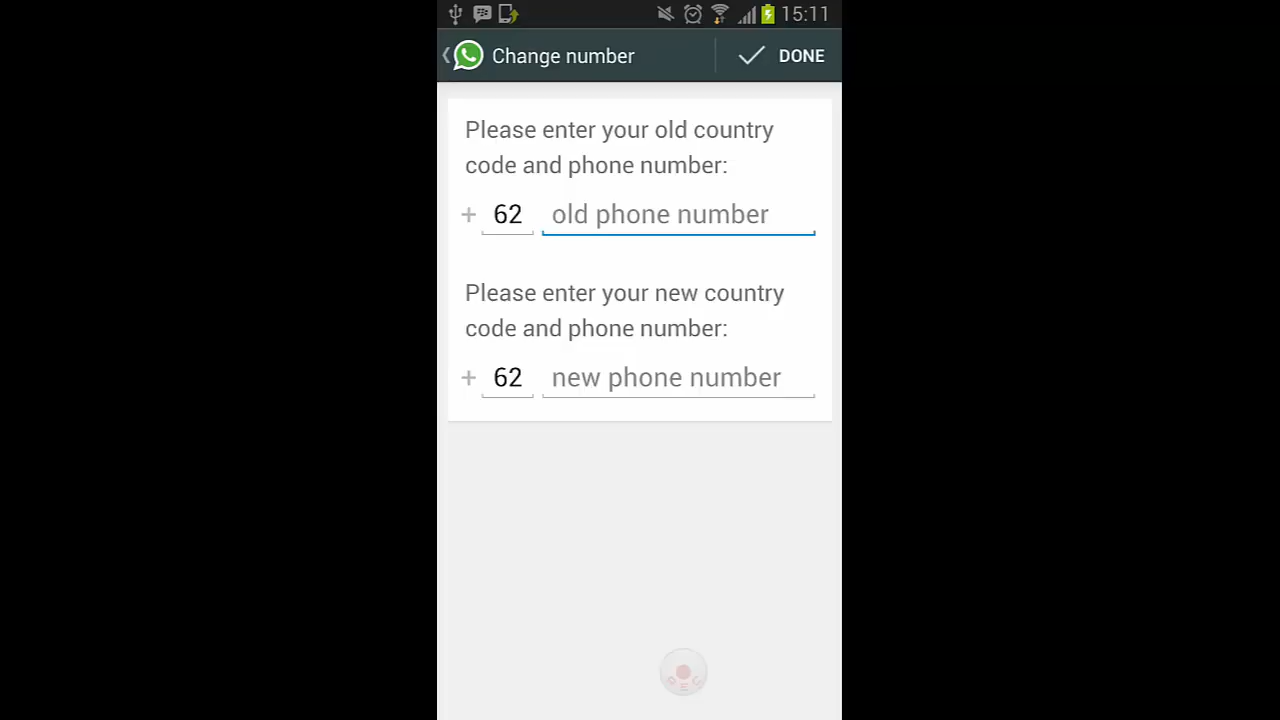 15:11
Change number
DONE
Please enter your old country
code and phone number:
+ 62 old phone number
Please enter your new country
code and phone number:
+ 62 new phone number